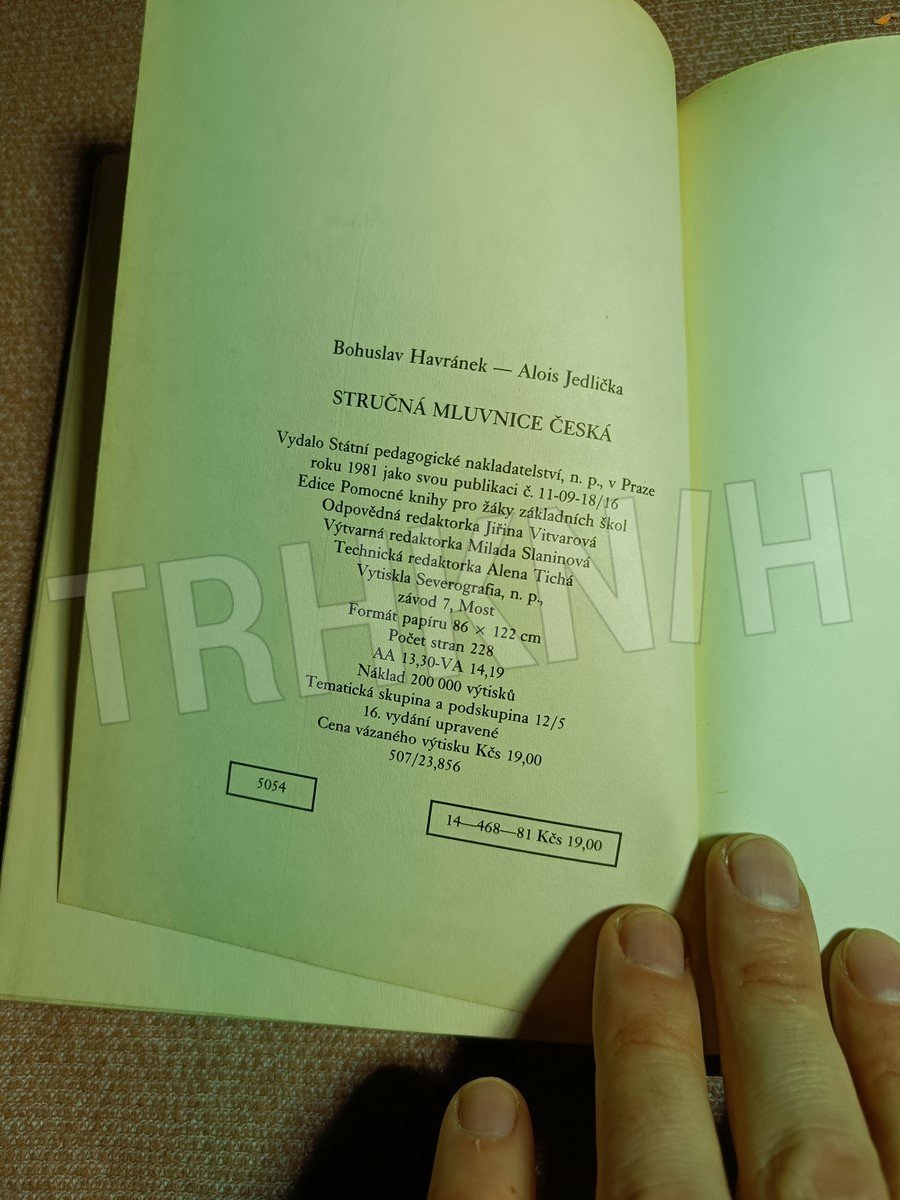 Bohuslav Havránek — Alois Jedlička
STRUČNÁ MLUVNICE ČESKÁ
Vydalo Státní pedagogické nakladatelství, n. p., v Praze
roku 1981 jako svou publikaci č. 11-09-18/16
Edice Pomocné knihy pro žáky základních škol
Odpovědná redaktorka Jiřina Vitvarová
Výtvarná redaktorka Milada Slaninová
Technická redaktorka Alena Tichá
Vytiskla Severografia, n. p.,
závod 7, Most
Formát papíru 86 × 122 cm
Počet stran 228
AA 13,30-VA 14,19
Náklad 200 000 výtisků
Tematická skupina a podskupina 12/5
16. vydání upravené
Cena vázaného výtisku Kčs 19,00
507/23,856
5054
14—468—81 Kčs 19,00
TRHKNIH